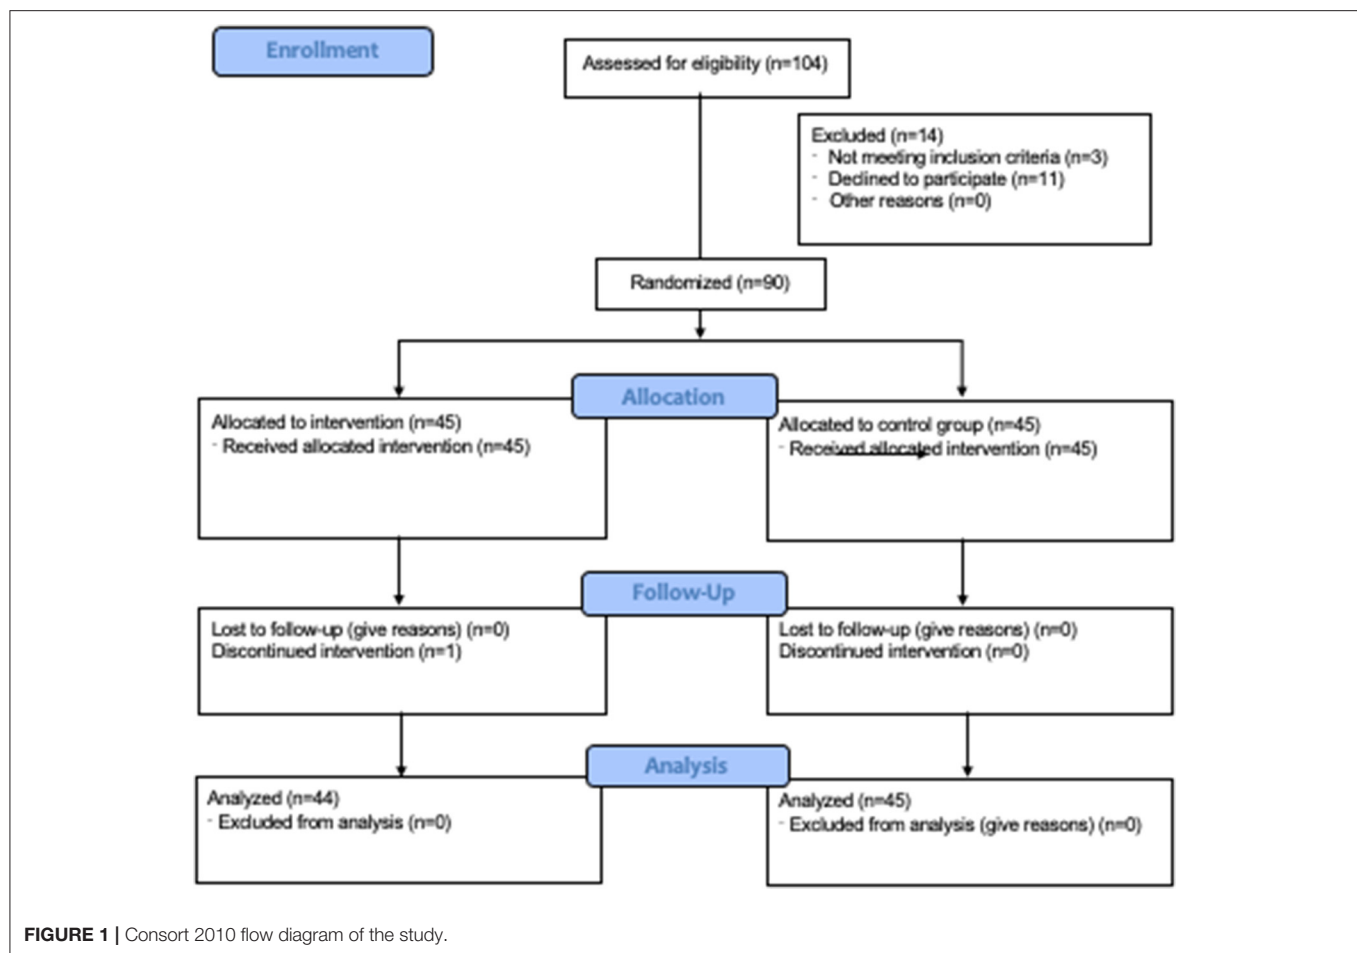 Enrollment
Assessed for eligibility (n=104)
Excluded (n=14)
- Not meeting inclusion criteria (n=3)
- Declined to participate (n=11)
- Other reasons (n=0)
Randomized (n=90)
Allocation
Allocated to intervention (n=45)
- Received allocated intervention (n=45)
Allocated to control group (n=45)
- Received allocated intervention (n=45)
Follow-Up
Lost to follow-up (give reasons) (n=0)
Discontinued intervention (n=1)
Lost to follow-up (give reasons) (n=0)
Discontinued intervention (n=0)
Analysis
Analyzed (n=44)
- Excluded from analysis (n=0)
Analyzed (n=45)
- Excluded from analysis (give reasons) (n=0)
FIGURE 1 | Consort 2010 flow diagram of the study.